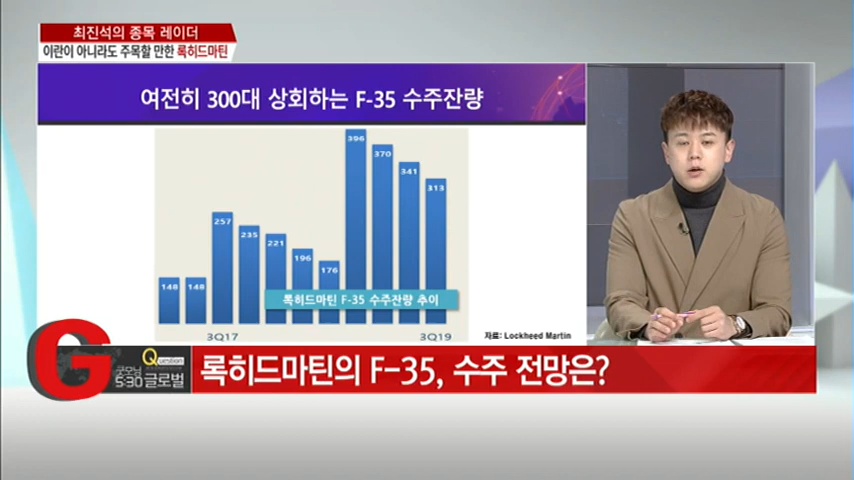 최진석의 종목 레이더
이란이 아니라도 주목할 만한 록히드마틴
여전히 300대 상회하는 F-35 수주잔량
148
148
257
235
221
196
176
396
370
341
313
록히드마틴 F-35 수주잔량 추이
3Q17
3Q19
자료: Lockheed Martin
G
Question
굿모닝
5:30 글로벌
록히드마틴의 F-35, 수주 전망은?